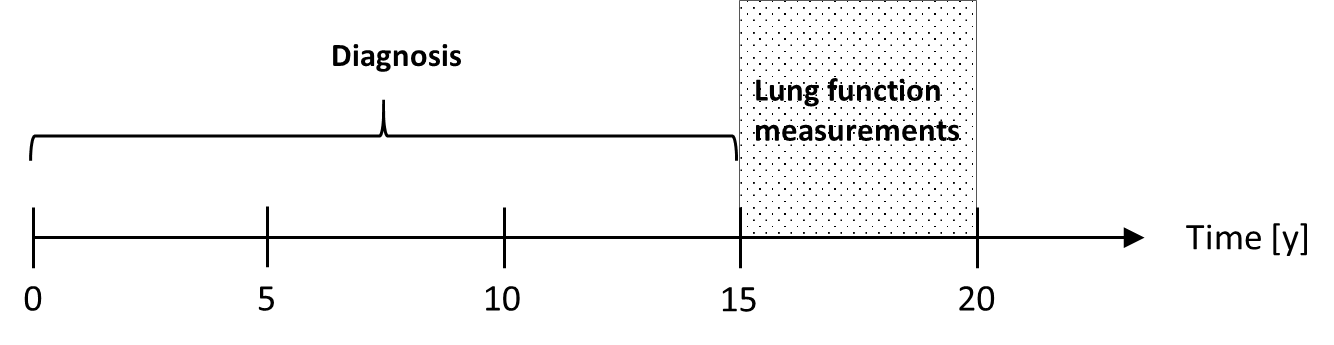 Diagnosis
Lung function
measurements
Time [y]
0 5 10 15 20